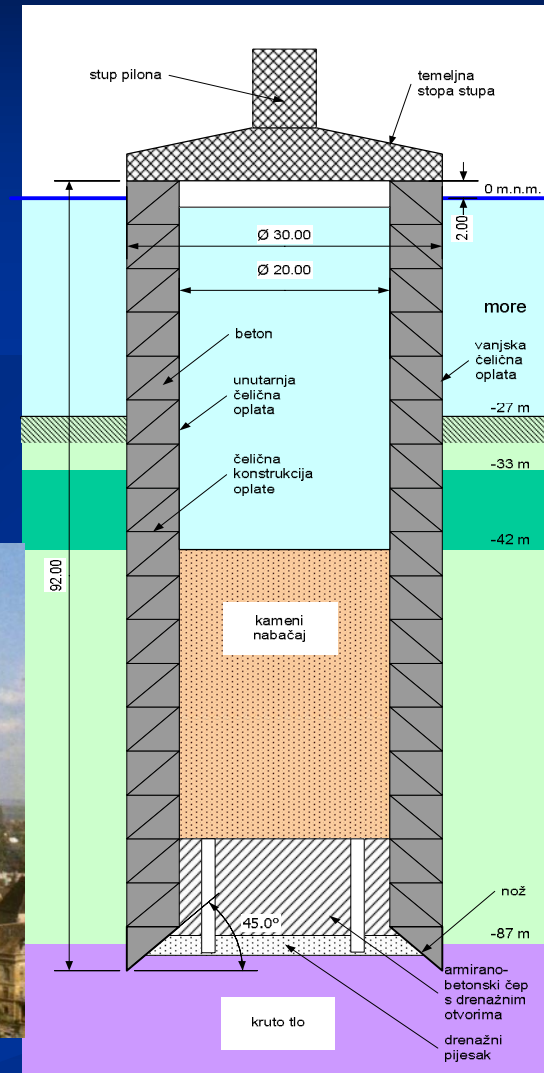 stup pilona
temeljna
stopa stupa
0 m.n.m.
2.00
Ø 30.00
Ø 20.00
more
beton
vanjska
čelična
oplata
unutarnja
čelična
oplata
-27 m
čelična
konstrukcija
oplate
-33 m
-42 m
92.00
kameni
nabačaj
nož
45.0°
-87 m
armirano-
betonski čep
s drenažnim
otvorima
kruto tlo
drenažni
pijesak